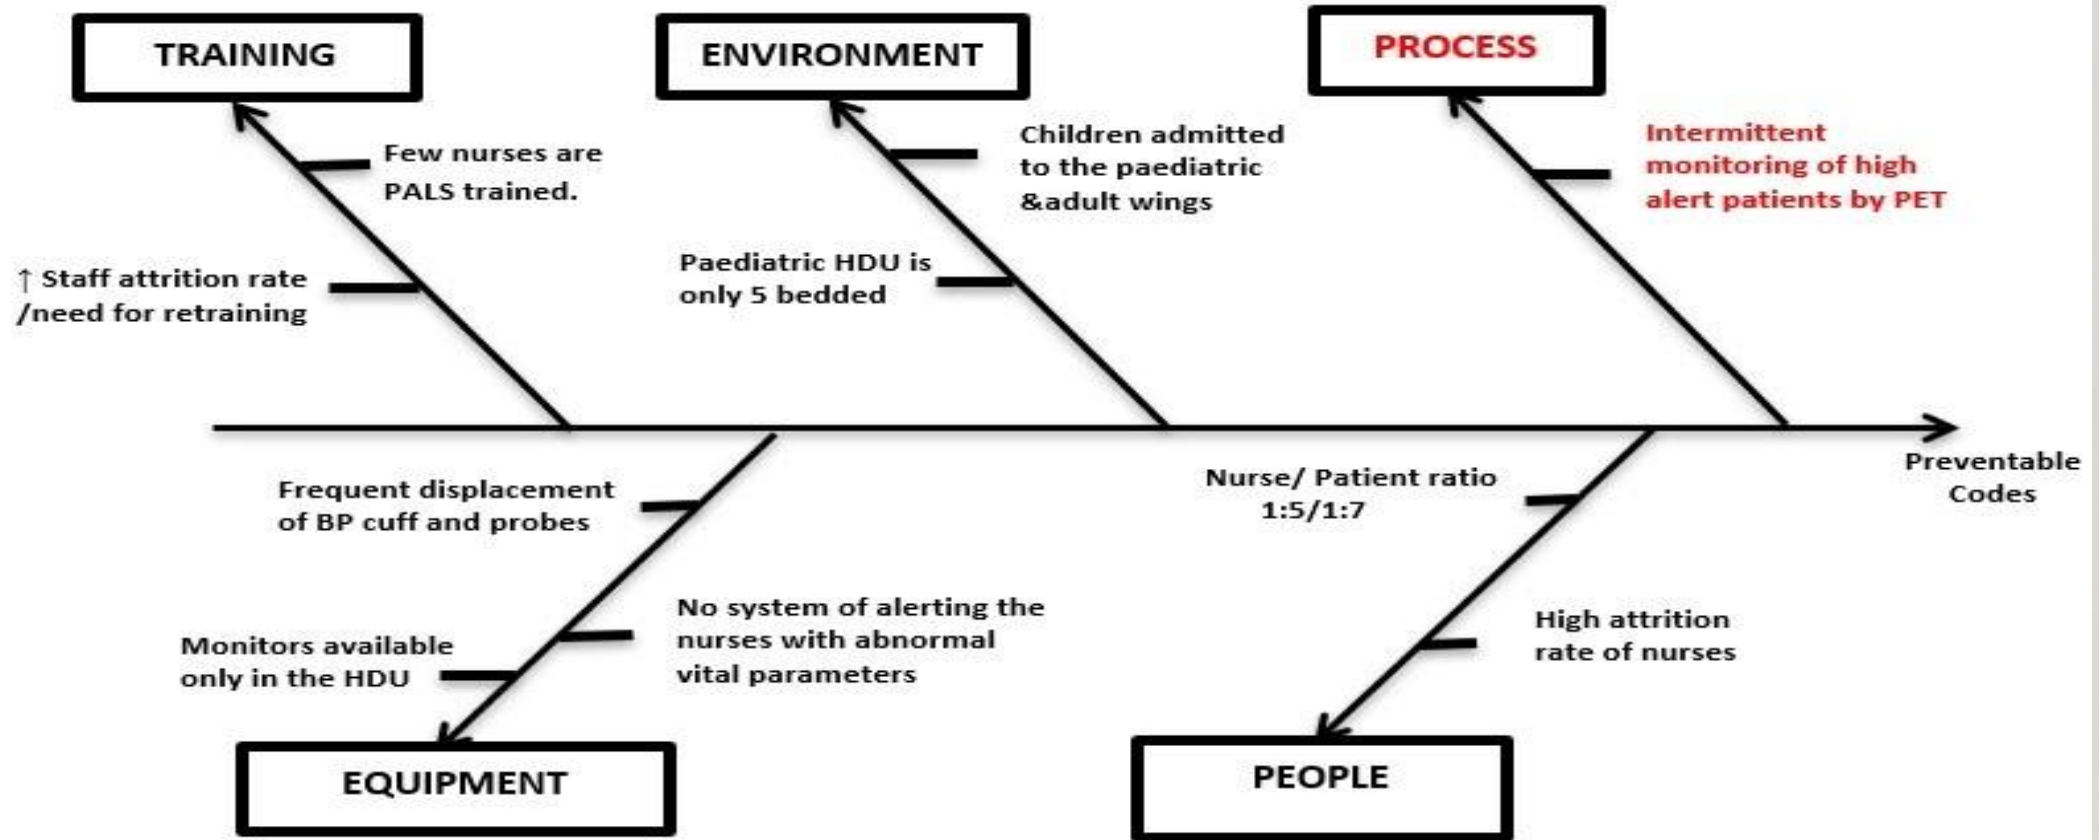 TRAINING
ENVIRONMENT
PROCESS
Few nurses are
PALS trained.
↑ Staff attrition rate
/need for retraining
Children admitted
to the paediatric
&adult wings
Paediatric HDU is
only 5 bedded
Intermittent
monitoring of high
alert patients by PET
Preventable
Codes
Frequent displacement
of BP cuff and probes
No system of alerting the
nurses with abnormal
vital parameters
Monitors available
only in the HDU
Nurse/ Patient ratio
1:5/1:7
High attrition
rate of nurses
EQUIPMENT
PEOPLE